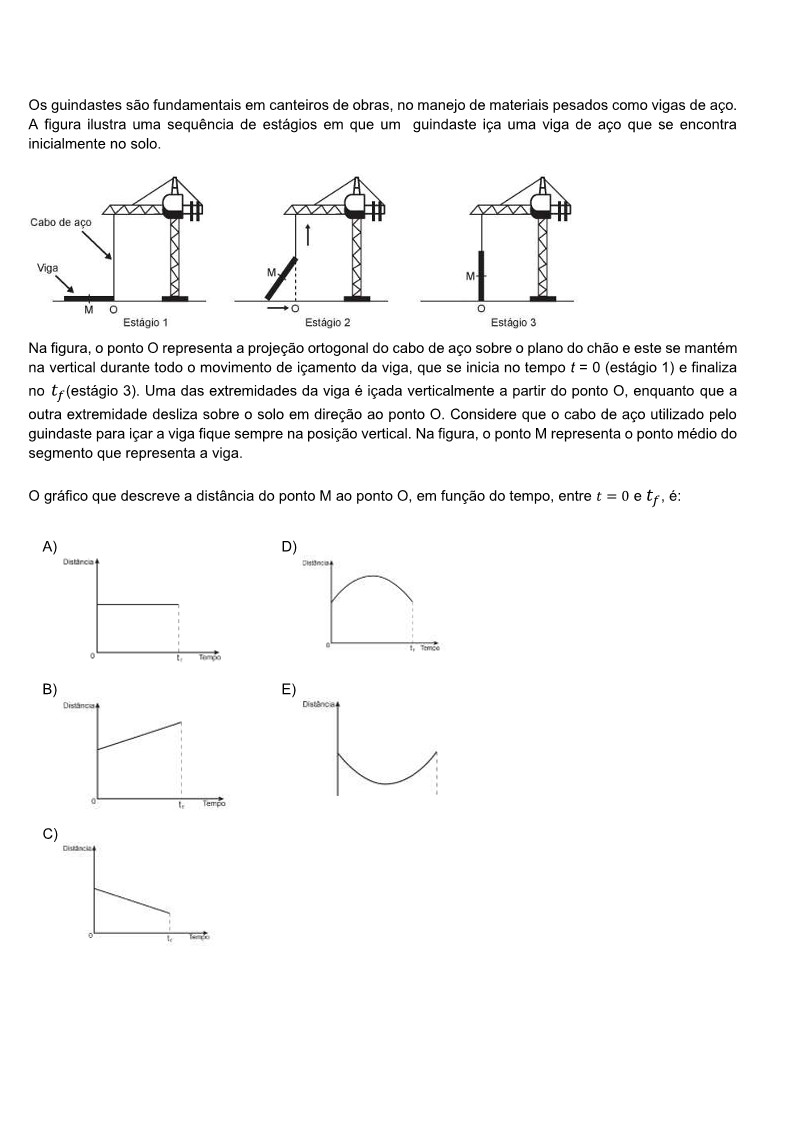 Os guindastes são fundamentais em canteiros de obras, no manejo de materiais pesados como vigas de aço.
A figura ilustra uma sequência de estágios em que um guindaste iça uma viga de aço que se encontra
inicialmente no solo.
Cabo de aço
Viga
M O
Estágio 1
M
O
Estágio 2
M
O
Estágio 3
Na figura, o ponto O representa a projeção ortogonal do cabo de aço sobre o plano do chão e este se mantém
na vertical durante todo o movimento de içamento da viga, que se inicia no tempo t = 0 (estágio 1) e finaliza
no t_f (estágio 3). Uma das extremidades da viga é içada verticalmente a partir do ponto O, enquanto que a
outra extremidade desliza sobre o solo em direção ao ponto O. Considere que o cabo de aço utilizado pelo
guindaste para içar a viga fique sempre na posição vertical. Na figura, o ponto M representa o ponto médio do
segmento que representa a viga.
O gráfico que descreve a distância do ponto M ao ponto O, em função do tempo, entre t = 0 e t_f, é:
A)
Distância
0 t_f Tempo
B)
Distância
0 t_f Tempo
C)
Distância
0 t_f Tempo
D)
Distância
0 t_f Tempo
E)
Distância